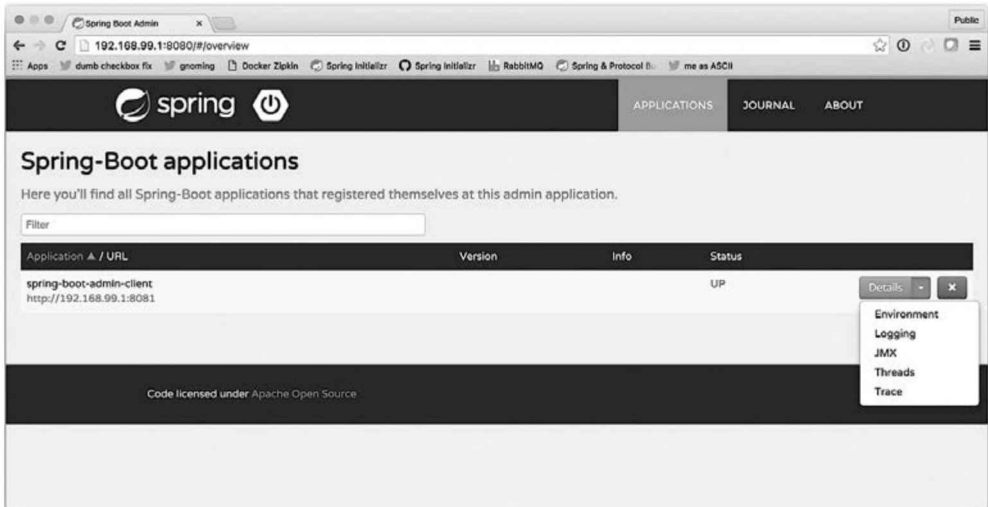 Spring Boot Admin
Public
192.168.99.1:8080/#/overview
Apps dumb checkbox fix gnoming Docker Zipkin Spring Initializr Spring Initializr RabbitMQ Spring & Protocol me as ASCII
spring APPLICATIONS JOURNAL ABOUT
Spring-Boot applications
Here you'll find all Spring-Boot applications that registered themselves at this admin application.
Filter
Application ▲ / URL Version Info Status
spring-boot-admin-client UP Details
http://192.168.99.1:8081
Environment
Logging
JMX
Threads
Trace
Code licensed under Apache Open Source